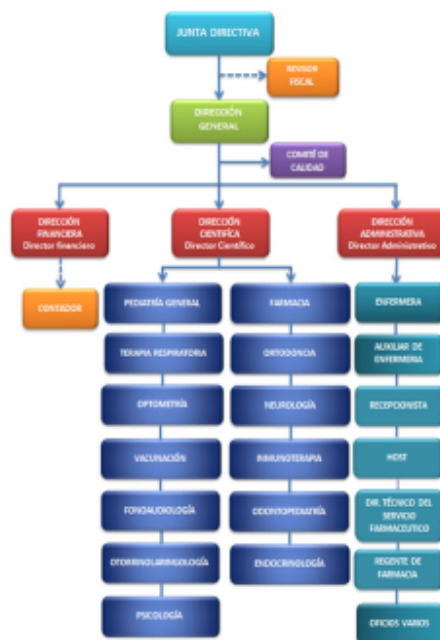 JUNTA DIRECTIVA
REVISOR
FISCAL
DIRECCIÓN
GENERAL
COMITÉ DE
CALIDAD
DIRECCIÓN
FINANCIERA
Director financiero
DIRECCIÓN
CIENTIFÍCA
Director Científico
DIRECCIÓN
ADMINISTRATIVA
Director Administrativo
CONTADOR
PEDIATRÍA GENERAL
FARMACIA
ENFERMERA
TERAPIA RESPIRATORIA
ORTODONCIA
AUXILIAR DE
ENFERMERIA
OPTOMETRÍA
NEUROLOGÍA
RECEPCIONISTA
VACUNACIÓN
INMUNOTERAPIA
HOST
FONOAUDIOLOGÍA
ODONTOPEDIATRÍA
DIR. TÉCNICO DEL
SERVICIO
FARMACEUTICO
OTORRINOLARINGOLOGÍA
ENDOCRINOLOGÍA
REGENTE DE
FARMACIA
PSICOLOGÍA
OFICIOS VARIOS